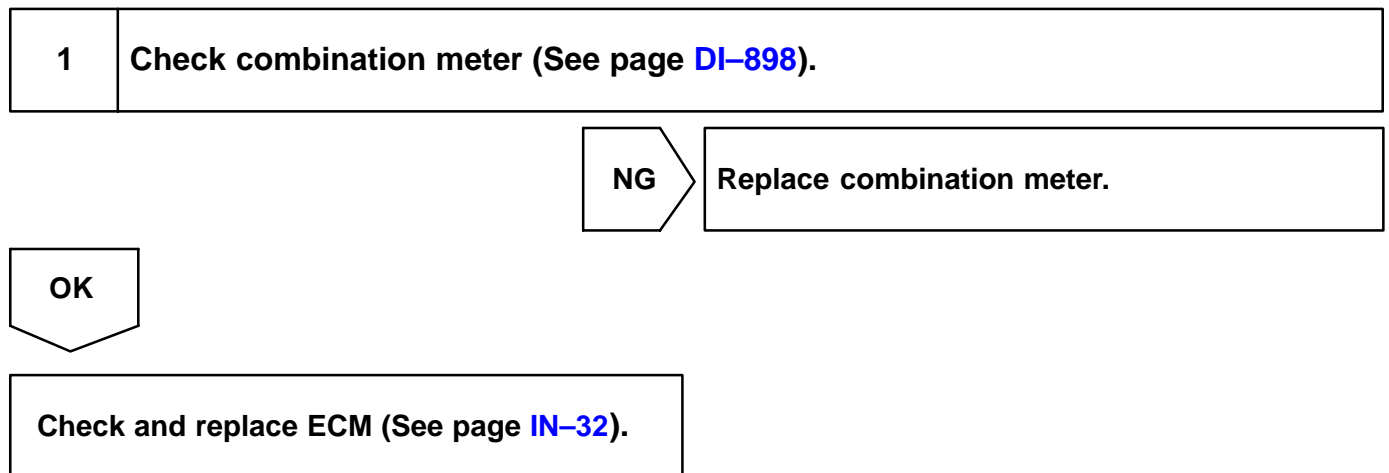 1 Check combination meter (See page DI–898).
NG Replace combination meter.
OK
Check and replace ECM (See page IN–32).